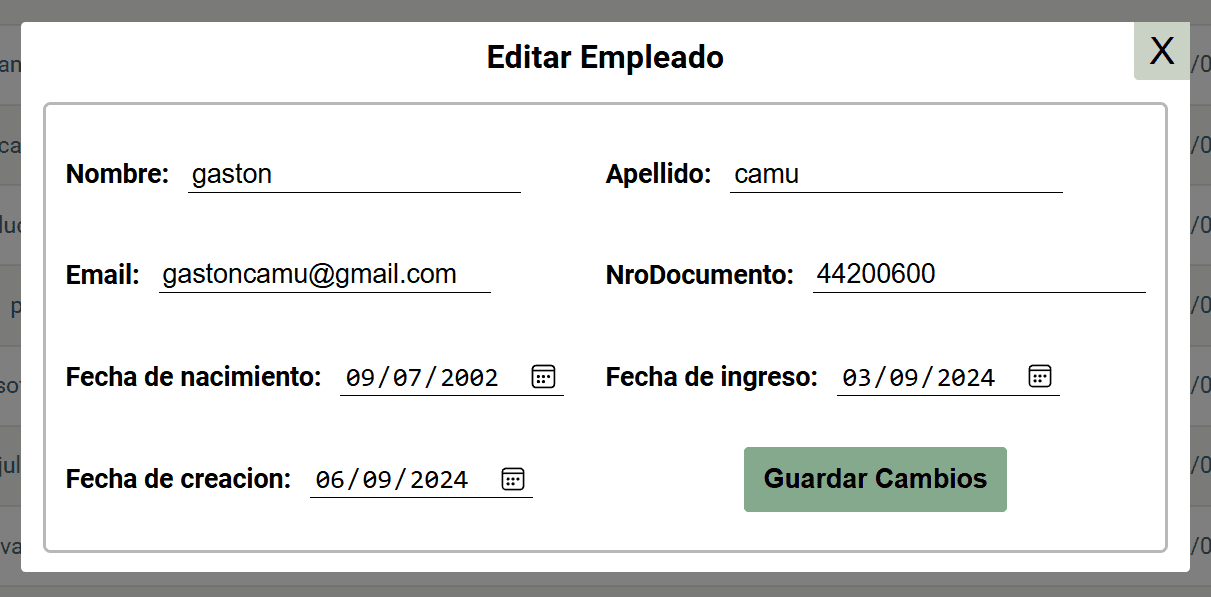 Editar Empleado
X
Nombre: gaston
Apellido: camu
Email: gastoncamu@gmail.com
NroDocumento: 44200600
Fecha de nacimiento: 09/07/2002
Fecha de ingreso: 03/09/2024
Fecha de creacion: 06/09/2024
Guardar Cambios